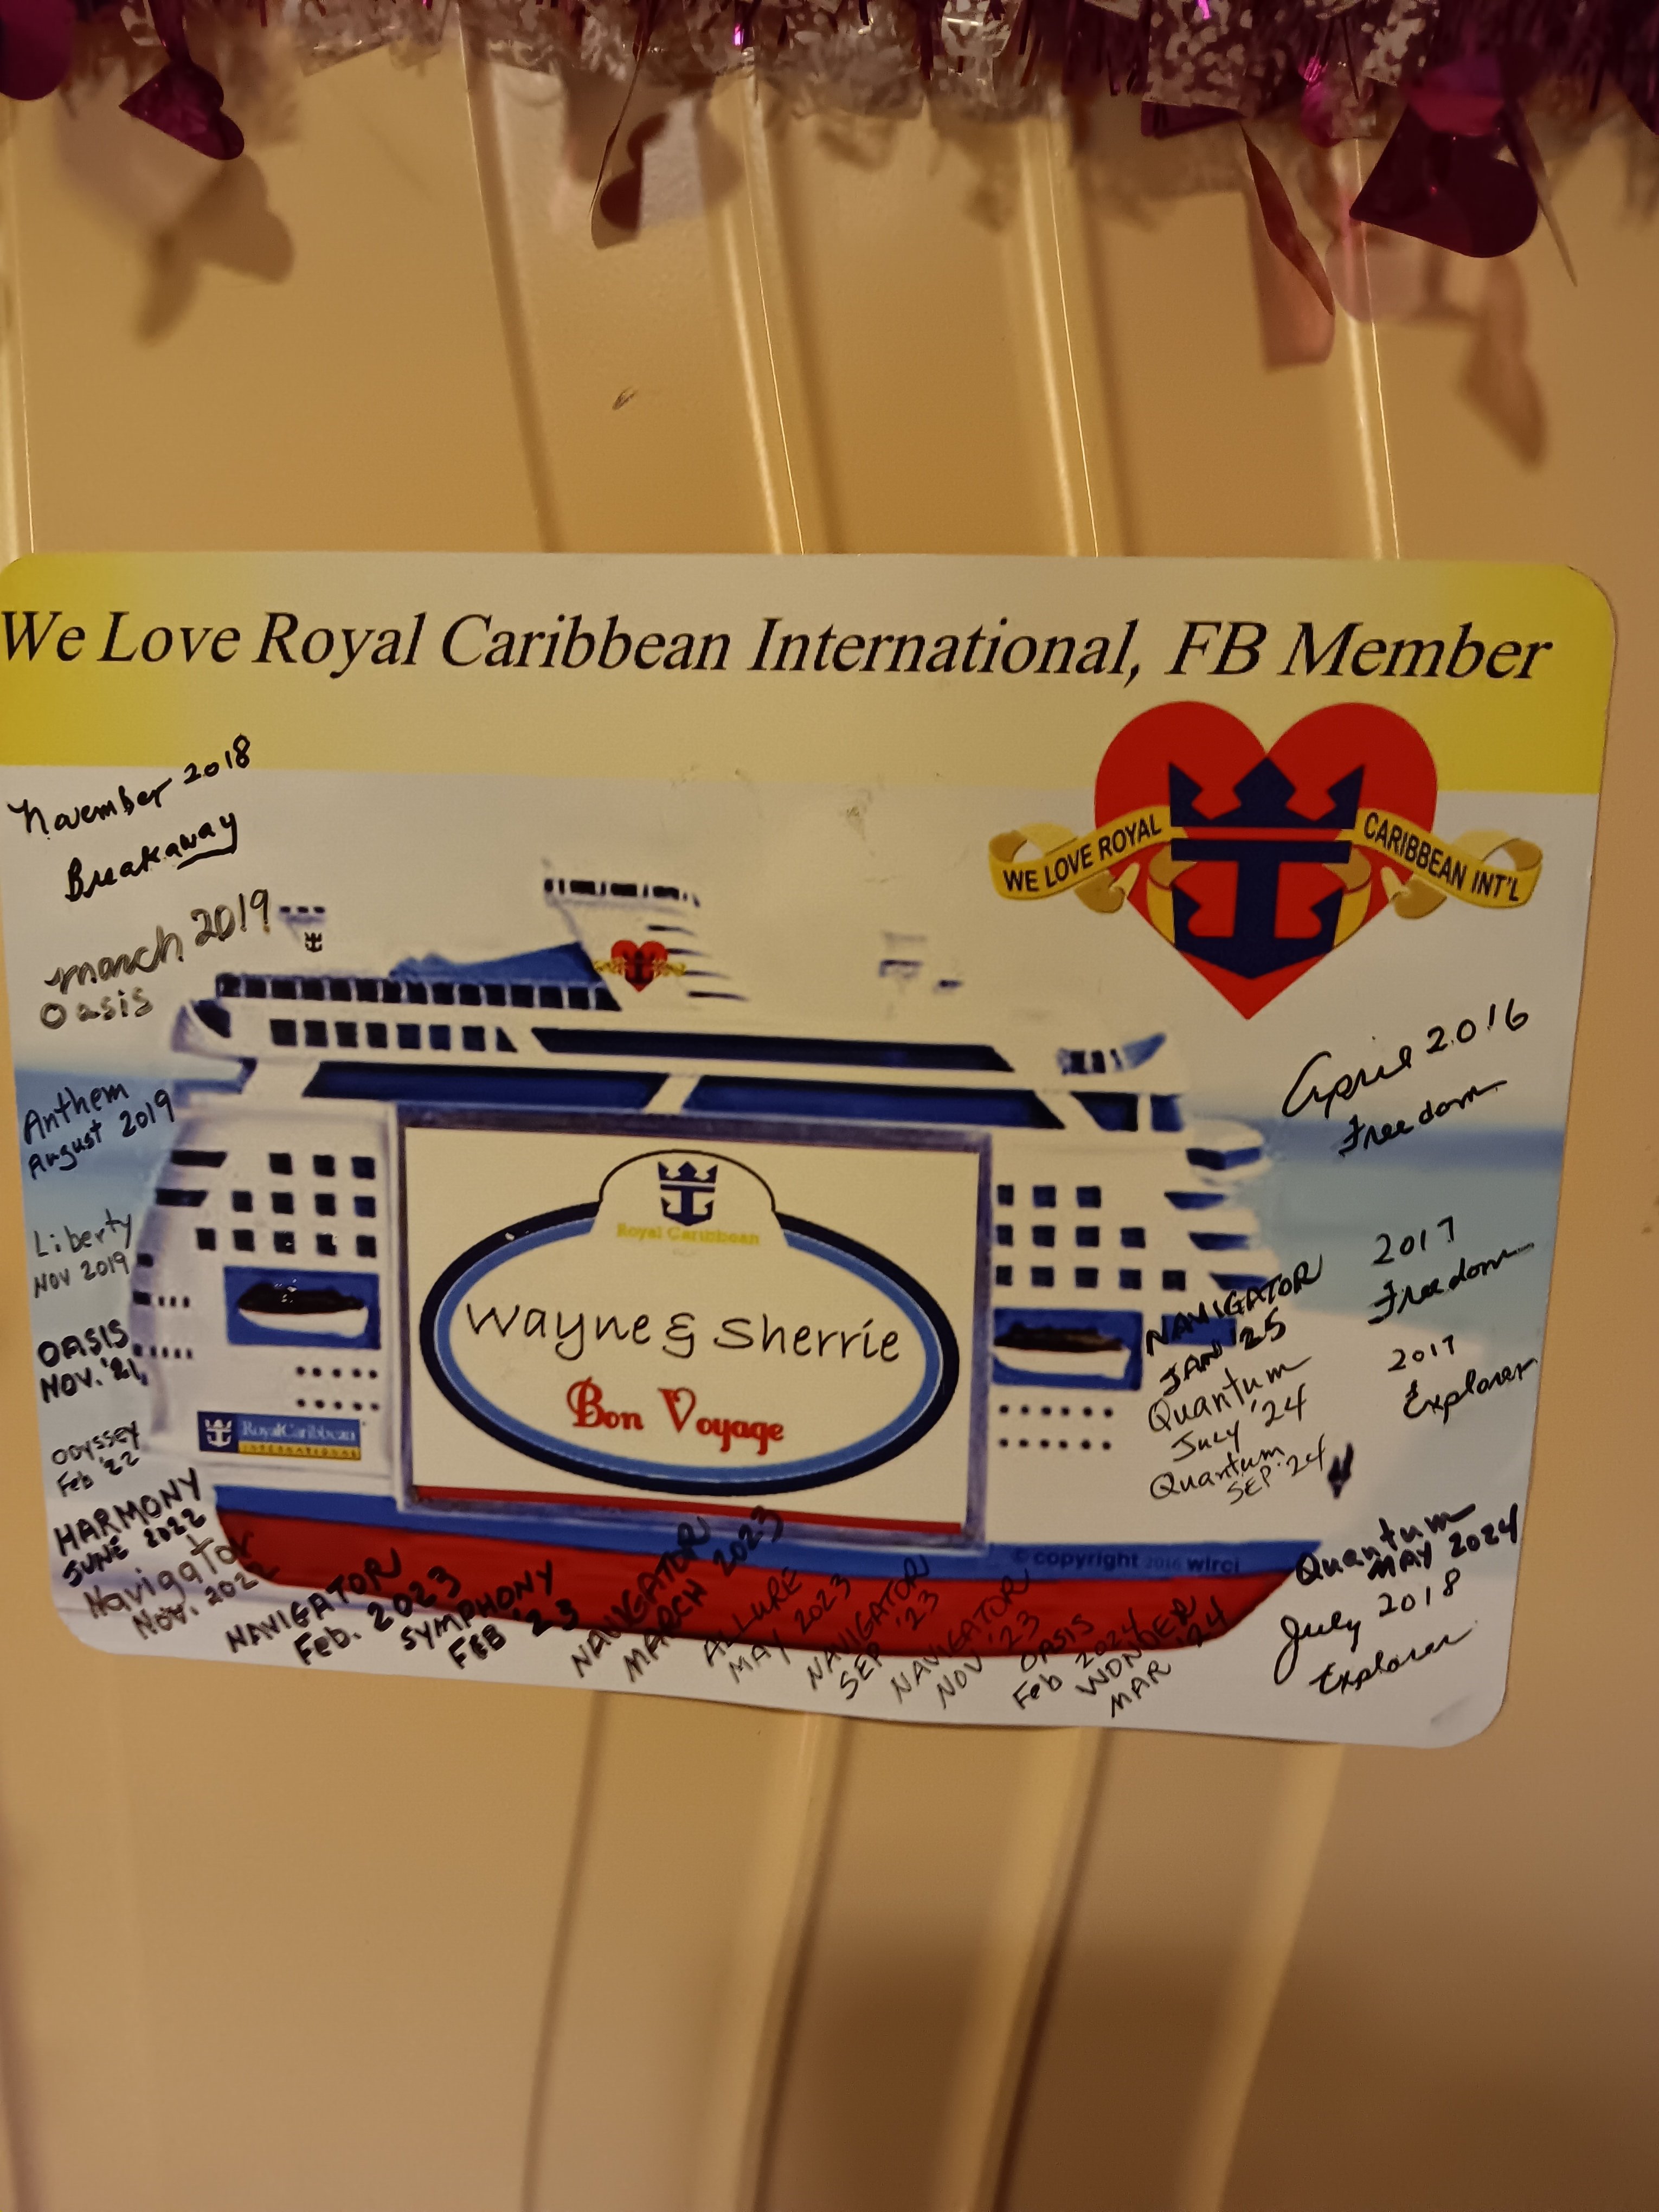 We Love Royal Caribbean International, FB Member
WE LOVE ROYAL CARIBBEAN INT'L
November 2018
Breakaway
March 2019
Oasis
Anthem
August 2019
Liberty
Nov 2019
OASIS
NOV. '21
Odyssey
Feb '22
HARMONY
JUNE 2022
Navigator
Nov. 2022
NAVIGATOR
Feb. 2023
SYMPHONY
FEB '23
NAVIGATOR
MARCH 2023
ALLURE
MAY 2023
NAVIGATOR
SEP '23
NAVIGATOR
NOV '23
OASIS
Feb 2024
WONDER
MAR '24
Royal Caribbean
Wayne & Sherrie
Bon Voyage
RoyalCaribbean
INTERNATIONAL
© copyright 2016 wlrci
April 2016
Freedom
2017
Freedom
2017
Explorer
NAVIGATOR
JAN '25
Quantum
July '24
Quantum
SEP '24
Quantum
MAY 2024
July 2018
Explorer